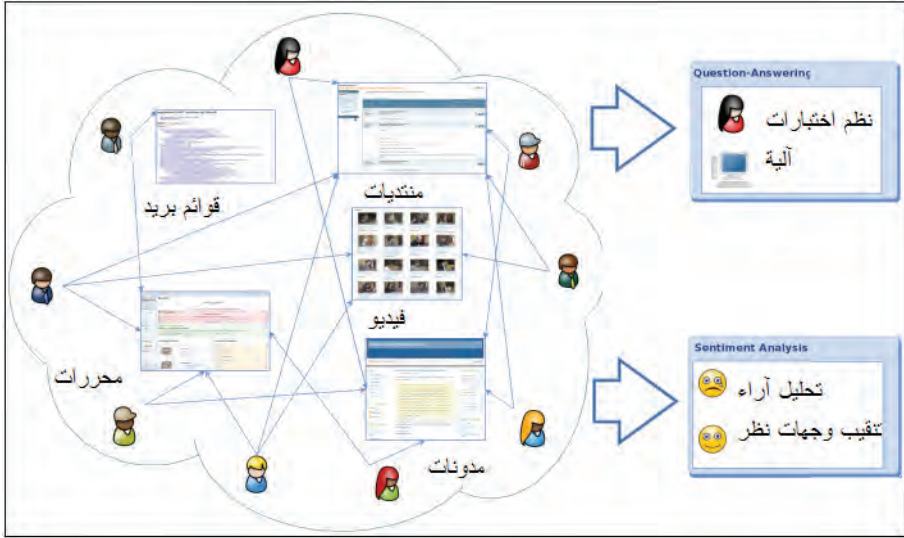 Question-Answering
نظم اختبارات
آلية
منتديات
قوائم بريد
فيديو
محررات
مدونات
Sentiment Analysis
تحليل آراء
تنقيب وجهات نظر